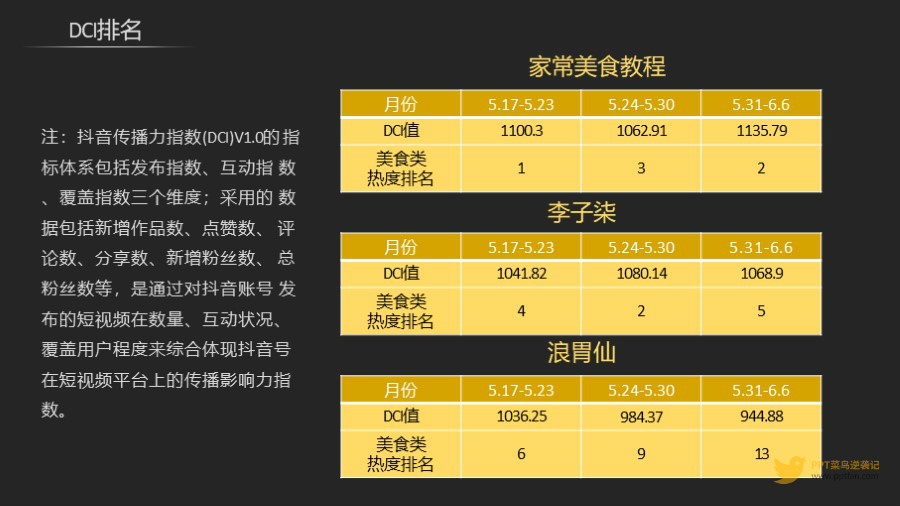 DCI排名
注：抖音传播力指数(DCI)V1.0的 指
标体系包括发布指数、互动指 数
、覆盖指数三个维度；采用的 数
据包括新增作品数、点赞数、 评
论数、分享数、新增粉丝数、 总
粉丝数等，是通过对抖音账号 发
布的短视频在数量、互动状况、
覆盖用户程度来综合体现抖音号
在短视频平台上的传播影响力指
数。
家常美食教程
月份 5.17-5.23 5.24-5.30 5.31-6.6
DCI值 1100.3 1062.91 1135.79
美食类
热度排名 1 3 2
李子柒
月份 5.17-5.23 5.24-5.30 5.31-6.6
DCI值 1041.82 1080.14 1068.9
美食类
热度排名 4 2 5
浪胃仙
月份 5.17-5.23 5.24-5.30 5.31-6.6
DCI值 1036.25 984.37 944.88
美食类
热度排名 6 9 13
PPT菜鸟逆袭记